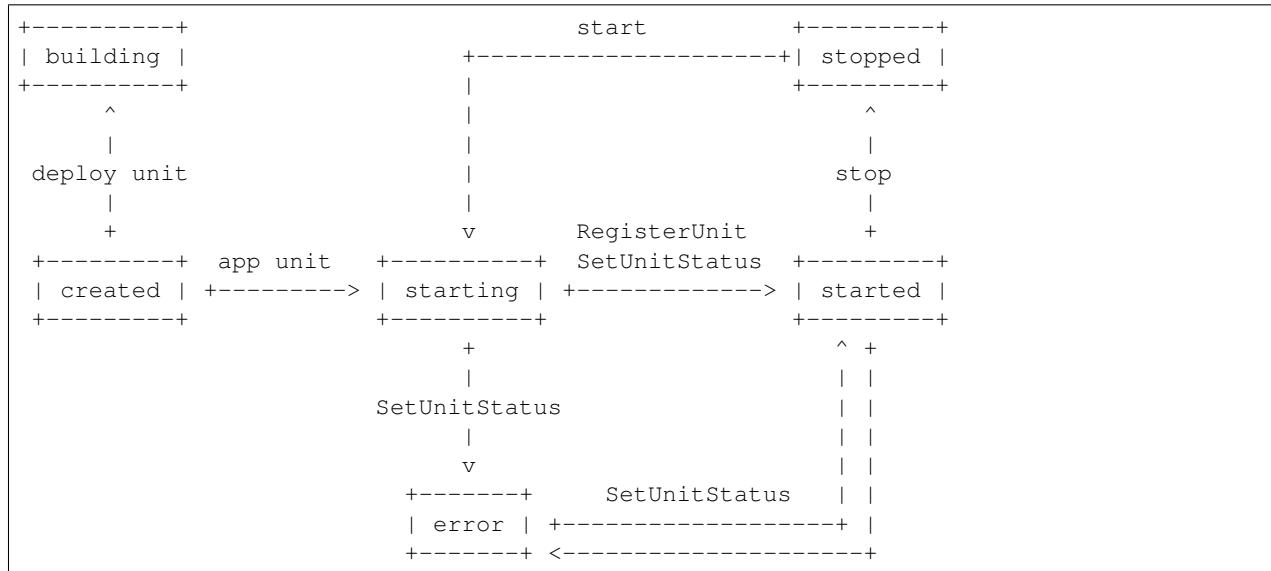 start
building
stopped
deploy unit
stop
RegisterUnit
app unit
SetUnitStatus
created
starting
started
SetUnitStatus
SetUnitStatus
error